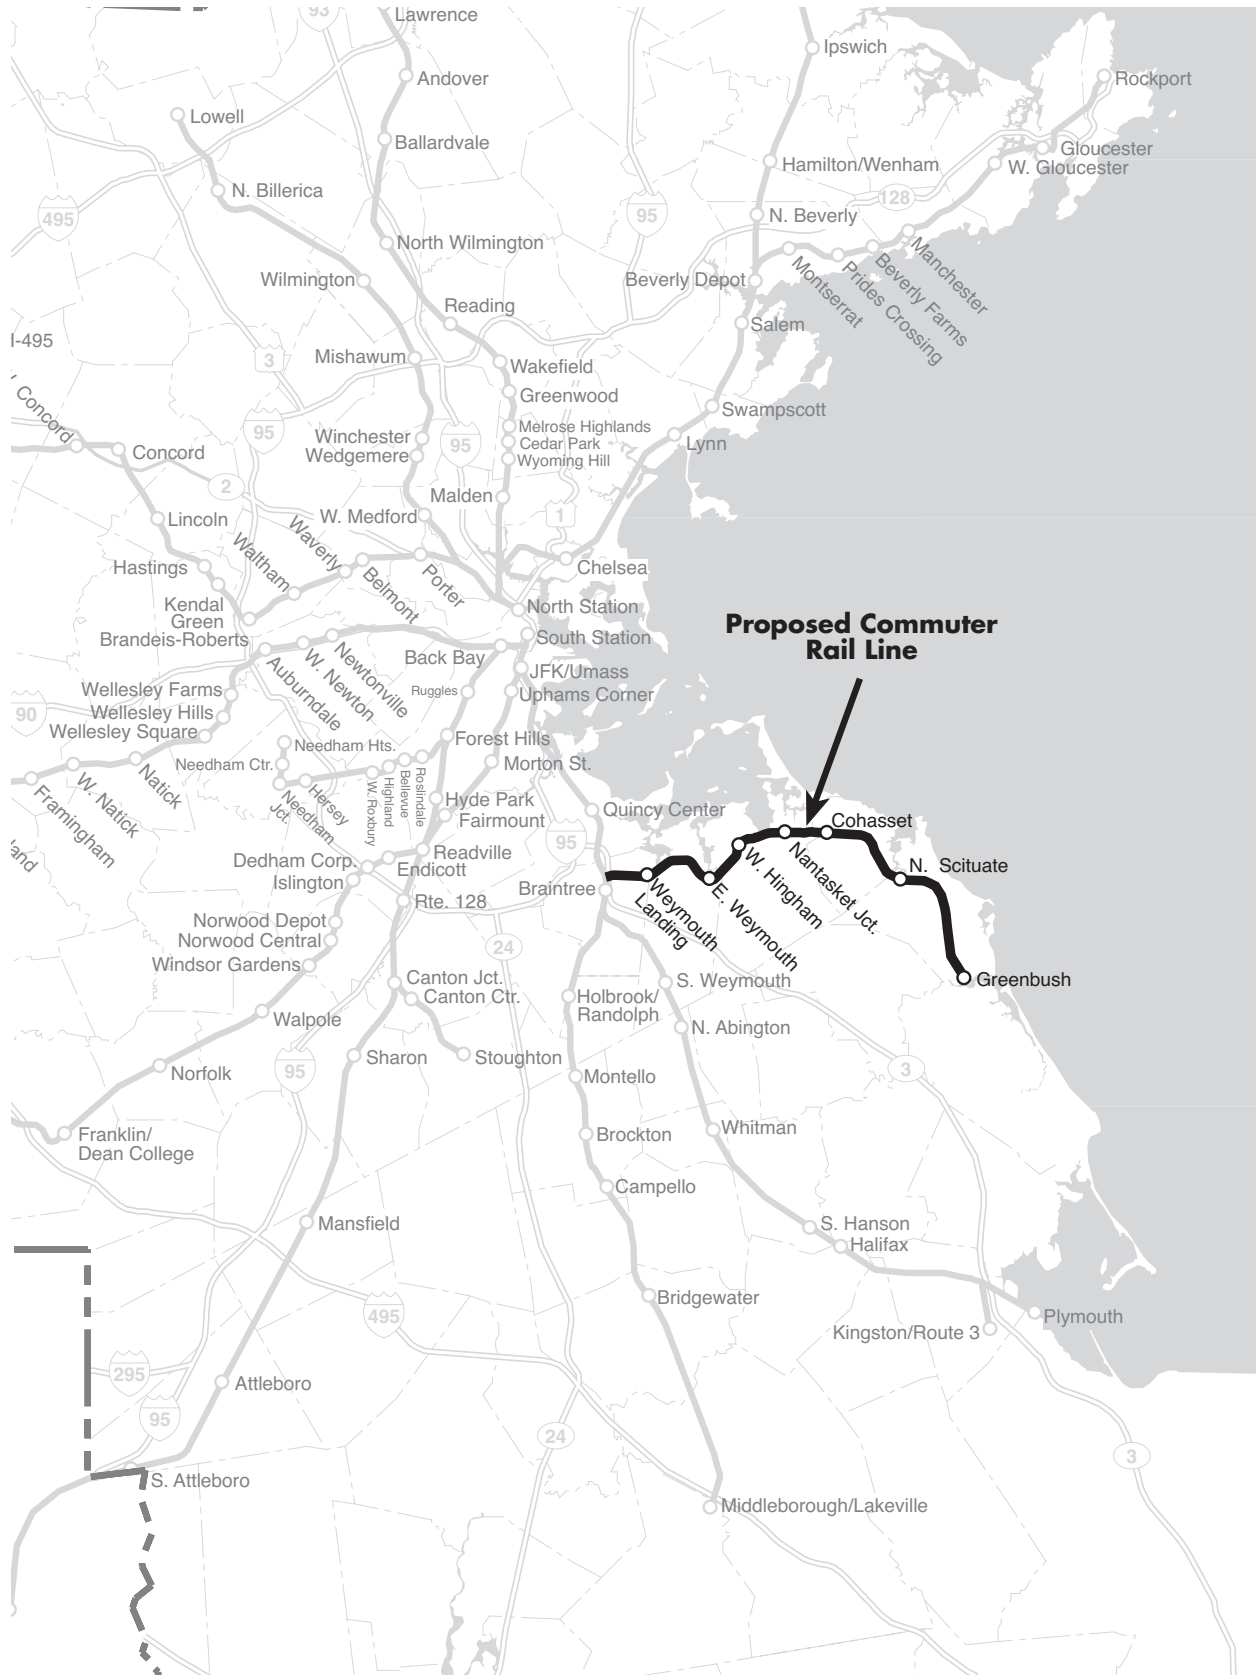 93
Lawrence
Ipswich
Andover
Rockport
Lowell
Ballardvale
Gloucester
Hamilton/Wenham
W. Gloucester
N. Billerica
128
495
95
N. Beverly
North Wilmington
Manchester
Beverly Farms
Prides Crossing
Montserrat
Wilmington
Beverly Depot
Reading
Salem
I-495
3
Mishawum
Wakefield
Greenwood
Concord
Swampscott
95
Winchester
Wedgemere
95
Melrose Highlands
Cedar Park
Wyoming Hill
Lynn
Concord
2
Malden
1
Lincoln
W. Medford
Waverly
Waltham
Hastings
Belmont
Porter
Chelsea
Kendal
Green
North Station
Brandeis-Roberts
South Station
Proposed Commuter
Rail Line
Back Bay
Newtonville
W. Newton
Auburndale
JFK/Umass
Ruggles
Uphams Corner
Wellesley Farms
90
Wellesley Hills
Wellesley Square
Forest Hills
Needham Hts.
Needham Ctr.
Morton St.
Natick
W. Natick
Framingham
land
Hersey
Needham
Jct.
W. Roxbury
Highland
Bellevue
Roslindale
Hyde Park
Fairmount
Quincy Center
95
Cohasset
Readville
Dedham Corp.
Endicott
Islington
N. Scituate
Braintree
Nantasket Jct.
W. Hingham
E. Weymouth
Weymouth
Landing
Rte. 128
Norwood Depot
Norwood Central
24
Windsor Gardens
Canton Jct.
Canton Ctr.
S. Weymouth
Greenbush
Holbrook/
Randolph
Walpole
N. Abington
Sharon
Stoughton
95
3
Norfolk
Montello
Franklin/
Dean College
Brockton
Whitman
Campello
Mansfield
S. Hanson
Halifax
Bridgewater
495
Kingston/Route 3
Plymouth
295
Attleboro
95
24
3
S. Attleboro
Middleborough/Lakeville